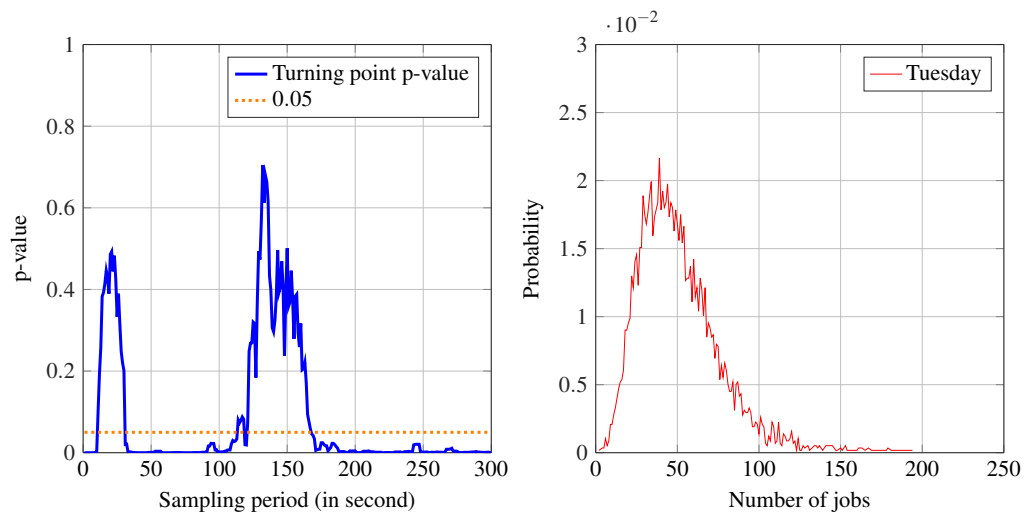 1
0.8
0.6
0.4
0.2
0
p-value
Turning point p-value
0.05
0 50 100 150 200 250 300
Sampling period (in second)
·10⁻²
3
2.5
2
1.5
1
0.5
0
Probability
Tuesday
0 50 100 150 200 250
Number of jobs